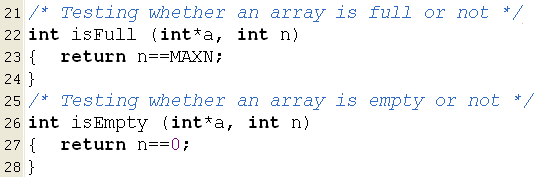 21 /* Testing whether an array is full or not */
22 int isFull (int*a, int n)
23 {  return n==MAXN;
24 }
25 /* Testing whether an array is empty or not */
26 int isEmpty (int*a, int n)
27 {  return n==0;
28 }